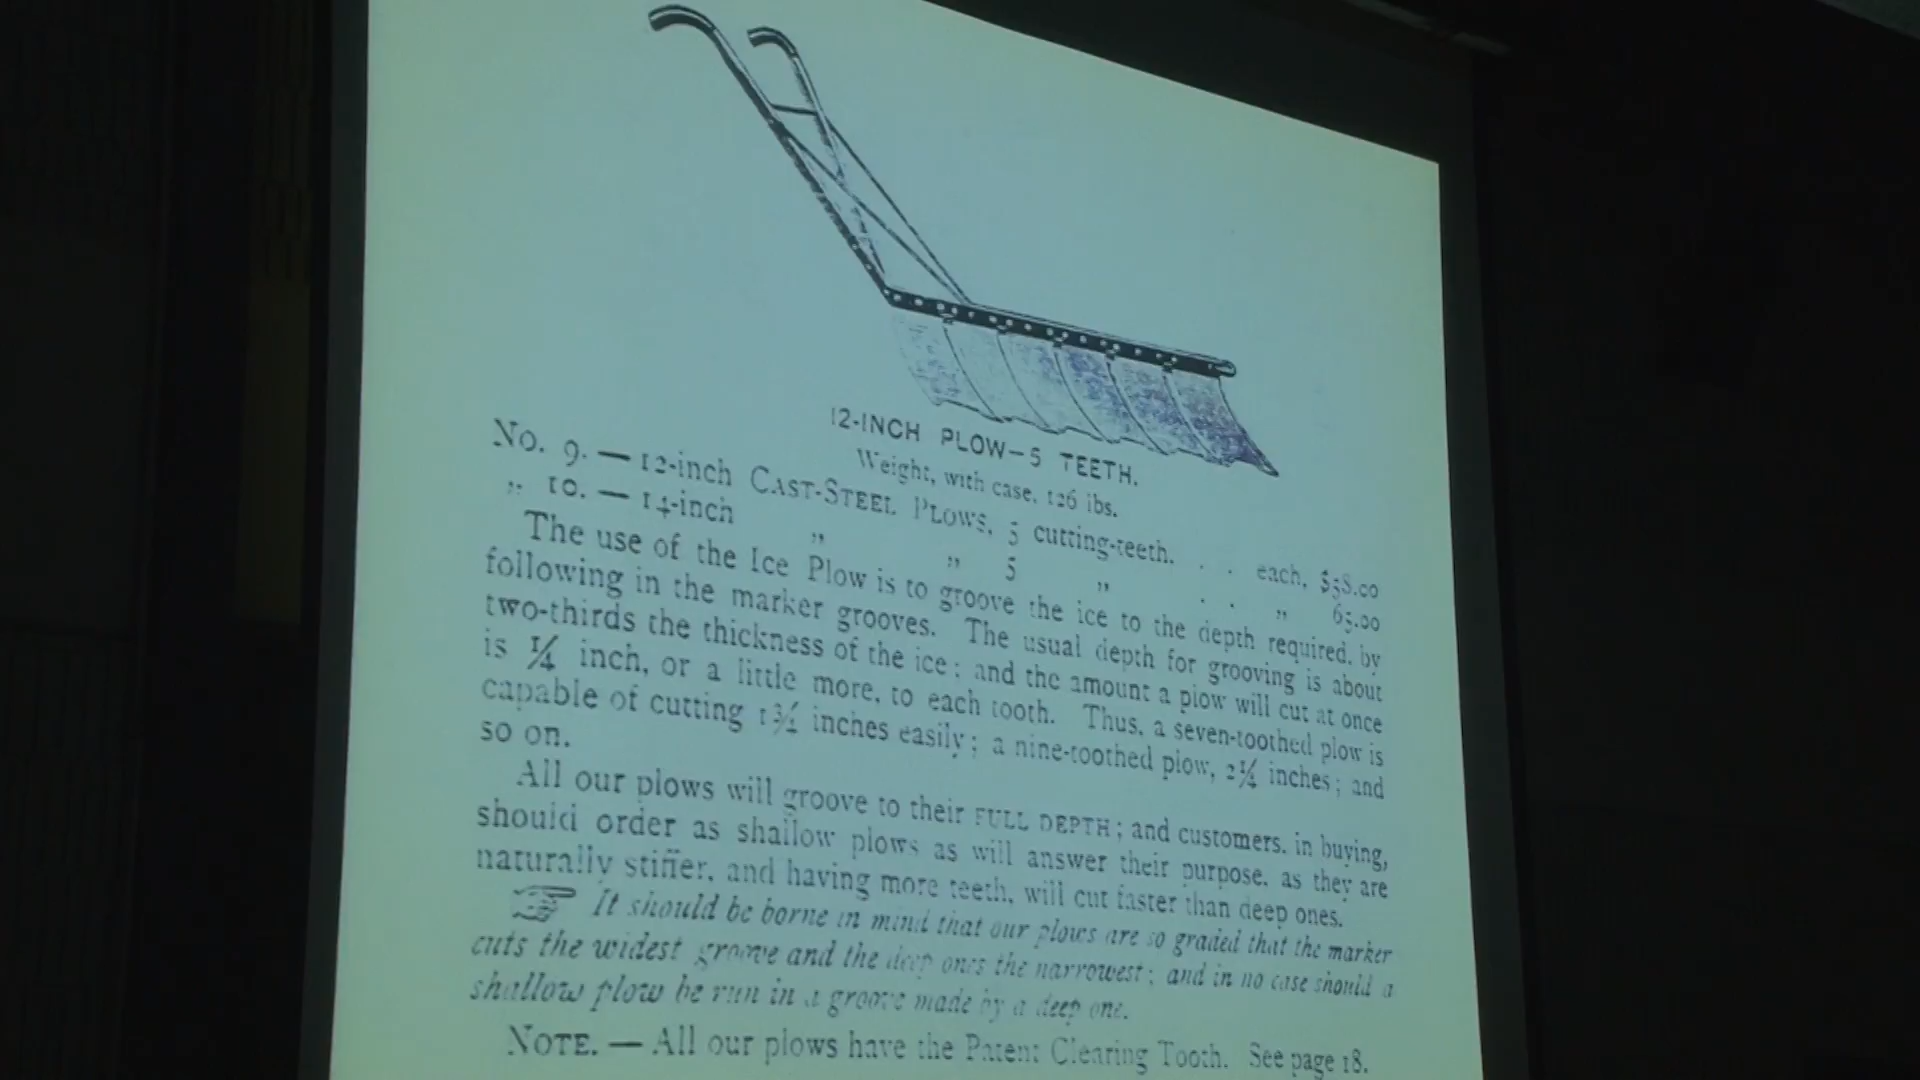 12-INCH PLOW—5 TEETH.
Weight, with case, 126 lbs.
No. 9. — 12-inch CAST-STEEL PLOWS, 5 cutting-teeth. . . each, $58.00
„ 10. — 14-inch „ „ 5 „ . . „ 65.00
The use of the Ice Plow is to groove the ice to the depth required, by
following in the marker grooves. The usual depth for grooving is about
two-thirds the thickness of the ice; and the amount a plow will cut at once
is ¼ inch, or a little more, to each tooth. Thus, a seven-toothed plow is
capable of cutting 1¾ inches easily; a nine-toothed plow, 2¼ inches; and
so on.
All our plows will groove to their FULL DEPTH; and customers, in buying,
should order as shallow plows as will answer their purpose, as they are
naturally stiffer, and having more teeth, will cut faster than deep ones.
It should be borne in mind that our plows are so graded that the marker
cuts the widest groove and the deep ones the narrowest; and in no case should a
shallow plow be run in a groove made by a deep one.
NOTE. — All our plows have the Patent Clearing Tooth. See page 18.